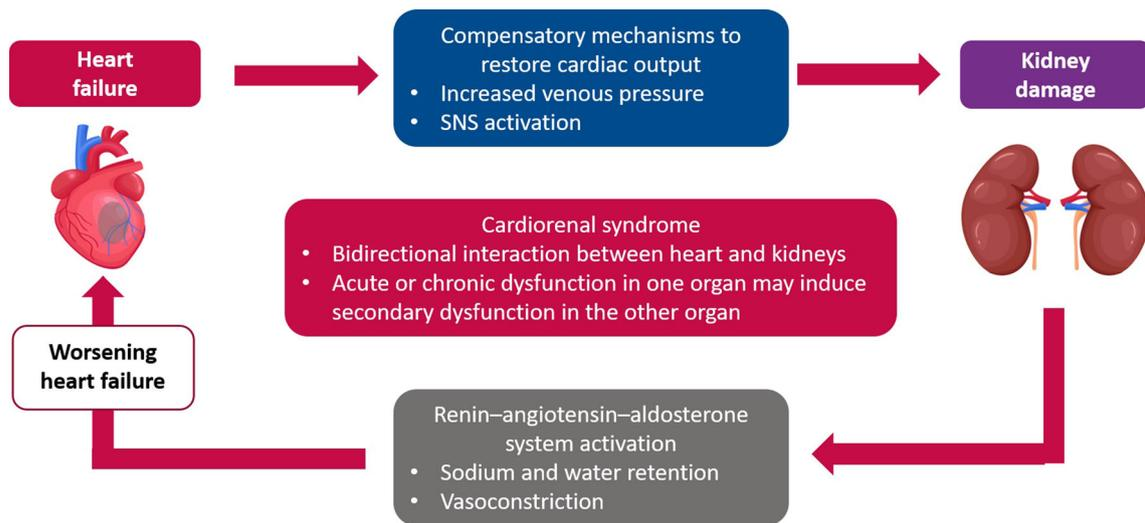 Heart
failure
Compensatory mechanisms to
restore cardiac output
• Increased venous pressure
• SNS activation
Kidney
damage
Cardiorenal syndrome
• Bidirectional interaction between heart and kidneys
• Acute or chronic dysfunction in one organ may induce
secondary dysfunction in the other organ
Worsening
heart failure
Renin–angiotensin–aldosterone
system activation
• Sodium and water retention
• Vasoconstriction